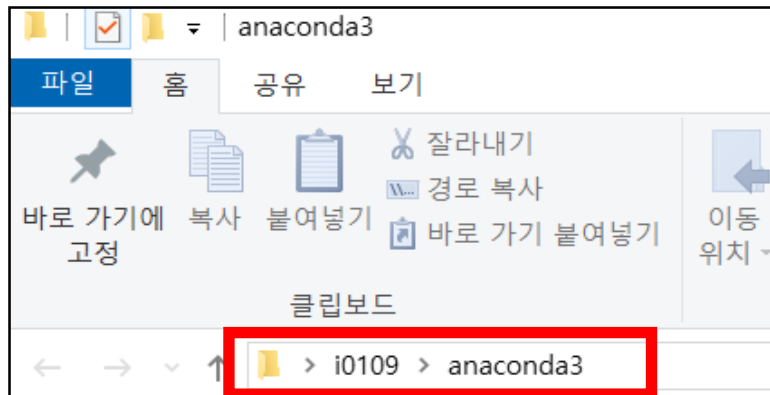 anaconda3
파일 홈 공유 보기
잘라내기
경로 복사
바로 가기 붙여넣기
바로 가기에 고정
복사
붙여넣기
이동 위치
클립보드
i0109 > anaconda3